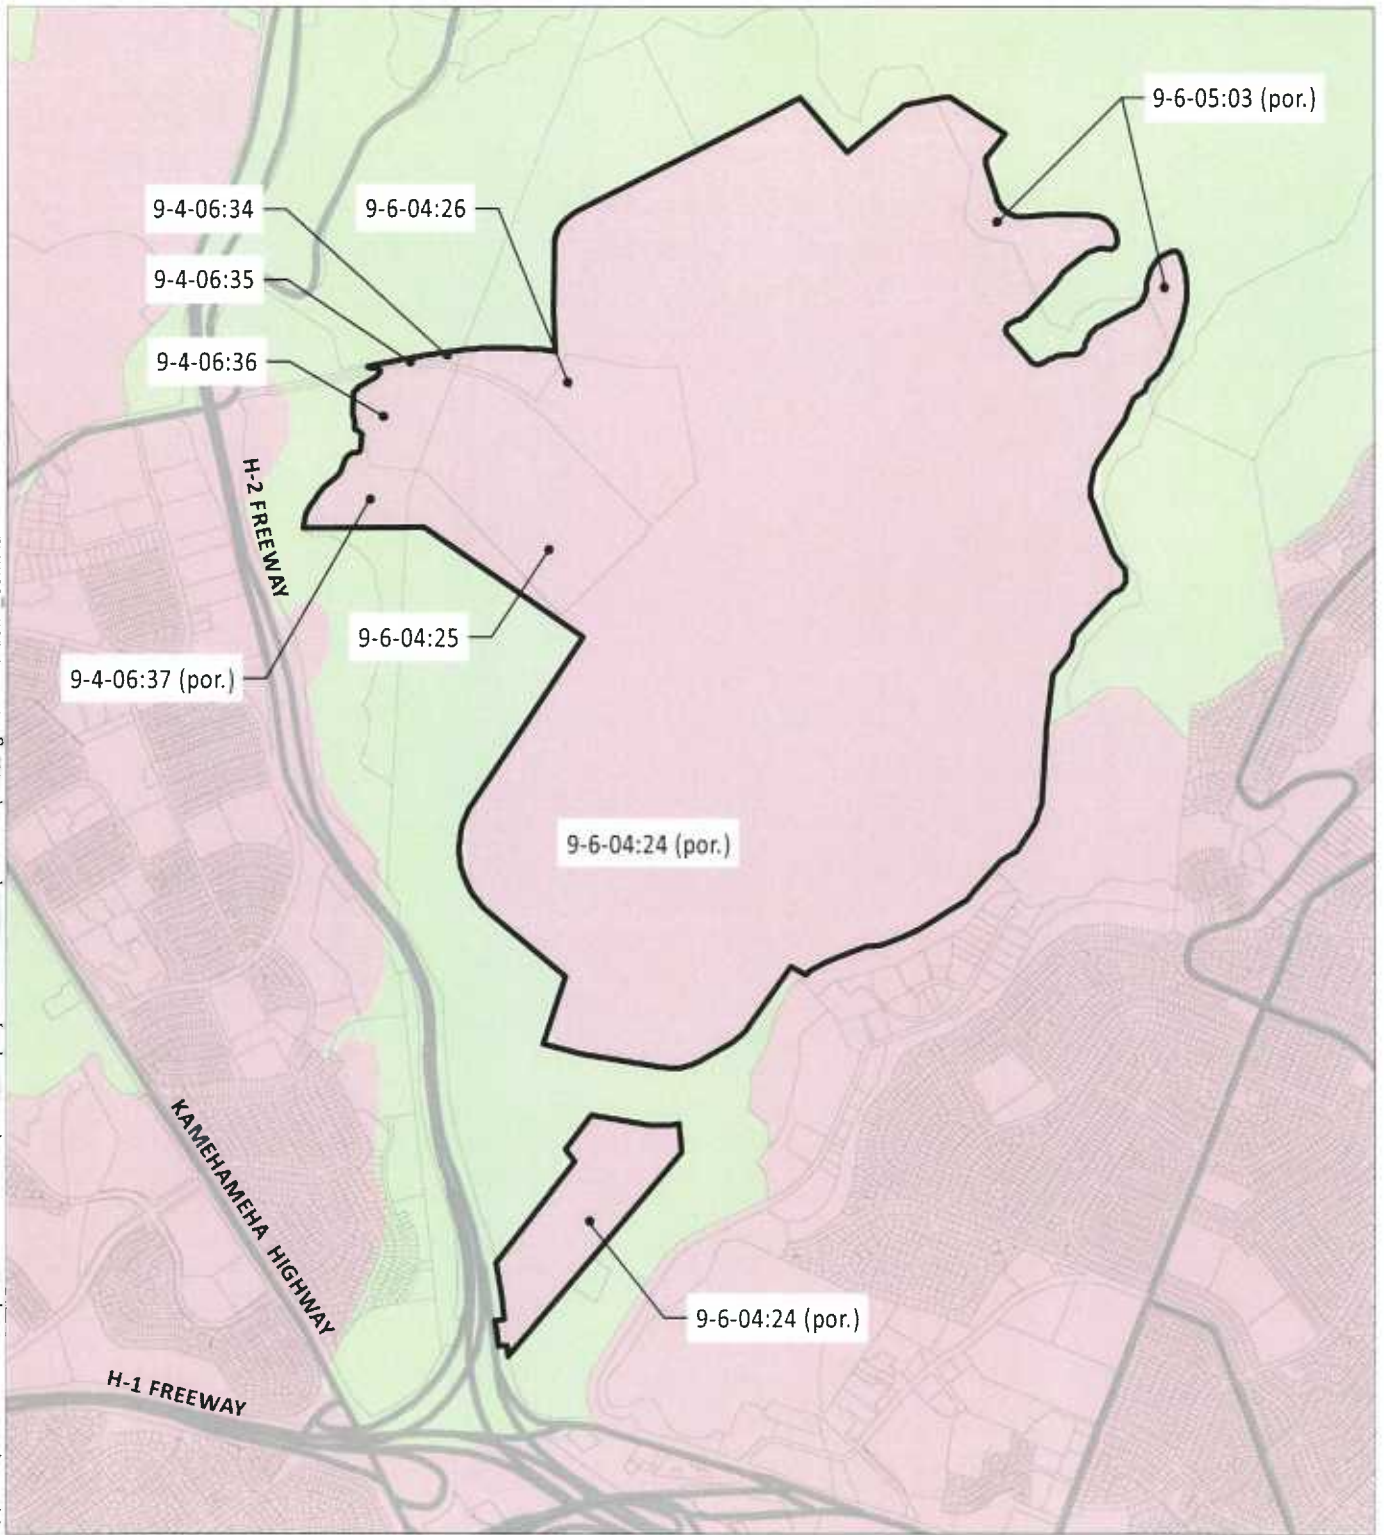 9-6-05:03 (por.)
9-4-06:34
9-6-04:26
9-4-06:35
9-4-06:36
H-2 FREEWAY
9-6-04:25
9-4-06:37 (por.)
9-6-04:24 (por.)
KAMEHAMEHA HIGHWAY
9-6-04:24 (por.)
H-1 FREEWAY